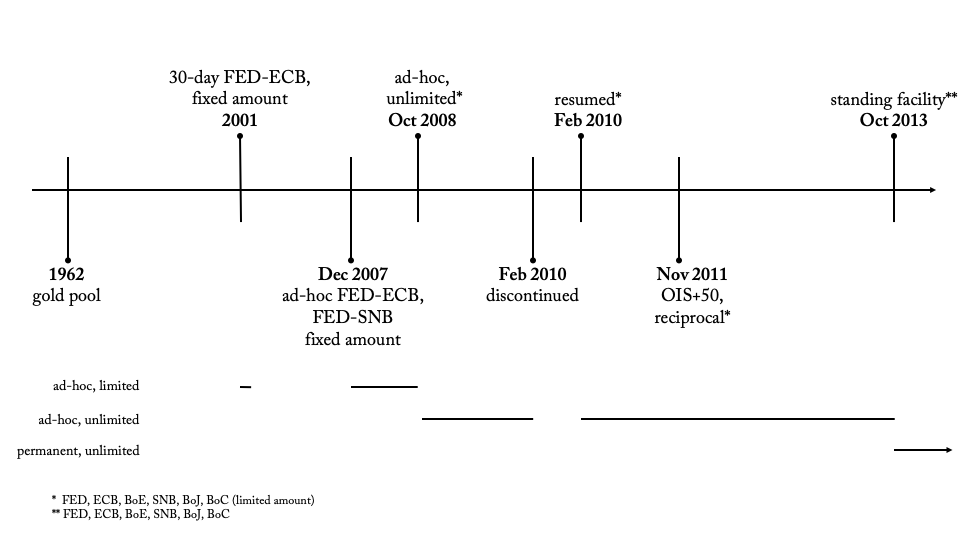 30-day FED-ECB,
fixed amount
2001
ad-hoc,
unlimited*
Oct 2008
resumed*
Feb 2010
standing facility**
Oct 2013
1962
gold pool
Dec 2007
ad-hoc FED-ECB,
FED-SNB
fixed amount
Feb 2010
discontinued
Nov 2011
OIS+50,
reciprocal*
ad-hoc, limited
ad-hoc, unlimited
permanent, unlimited
* FED, ECB, BoE, SNB, BoJ, BoC (limited amount)
** FED, ECB, BoE, SNB, BoJ, BoC